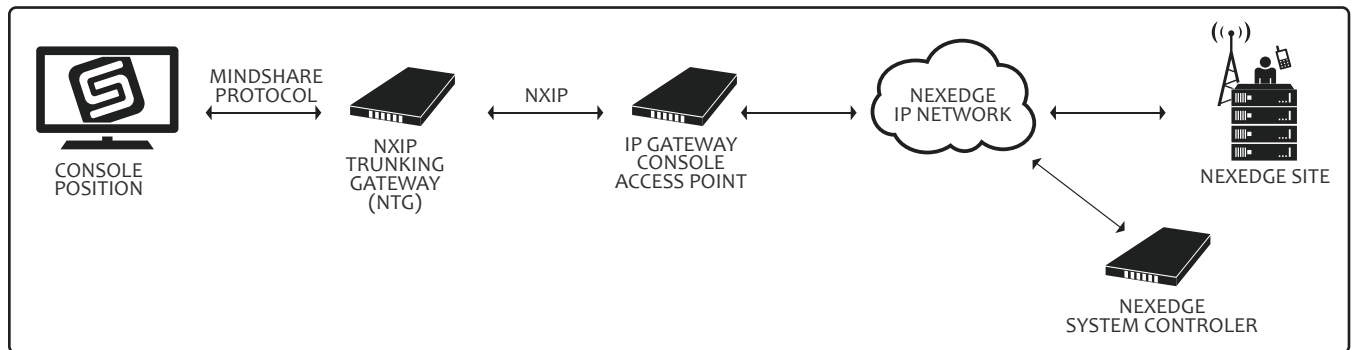 MINDSHARE
PROTOCOL
NXIP
NEXEDGE
IP NETWORK
CONSOLE
POSITION
NXIP
TRUNKING
GATEWAY
(NTG)
IP GATEWAY
CONSOLE
ACCESS POINT
NEXEDGE SITE
NEXEDGE
SYSTEM CONTROLER